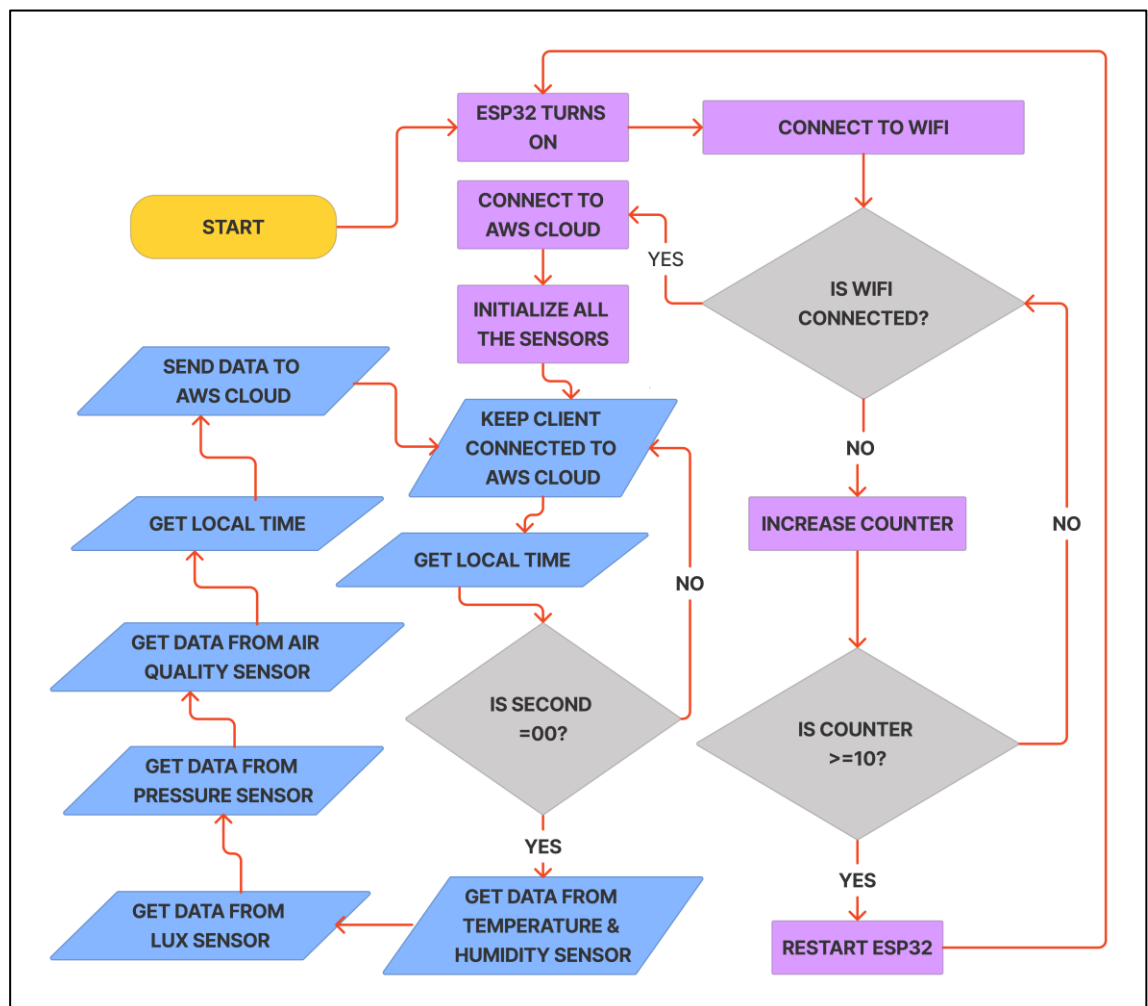 START
ESP32 TURNS
ON
CONNECT TO WIFI
IS WIFI
CONNECTED?
YES
CONNECT TO
AWS CLOUD
INITIALIZE ALL
THE SENSORS
KEEP CLIENT
CONNECTED TO
AWS CLOUD
GET LOCAL TIME
IS SECOND
=00?
NO
YES
GET DATA FROM
TEMPERATURE &
HUMIDITY SENSOR
GET DATA FROM
LUX SENSOR
GET DATA FROM
PRESSURE SENSOR
GET DATA FROM AIR
QUALITY SENSOR
GET LOCAL TIME
SEND DATA TO
AWS CLOUD
NO
INCREASE COUNTER
IS COUNTER
>=10?
NO
YES
RESTART ESP32